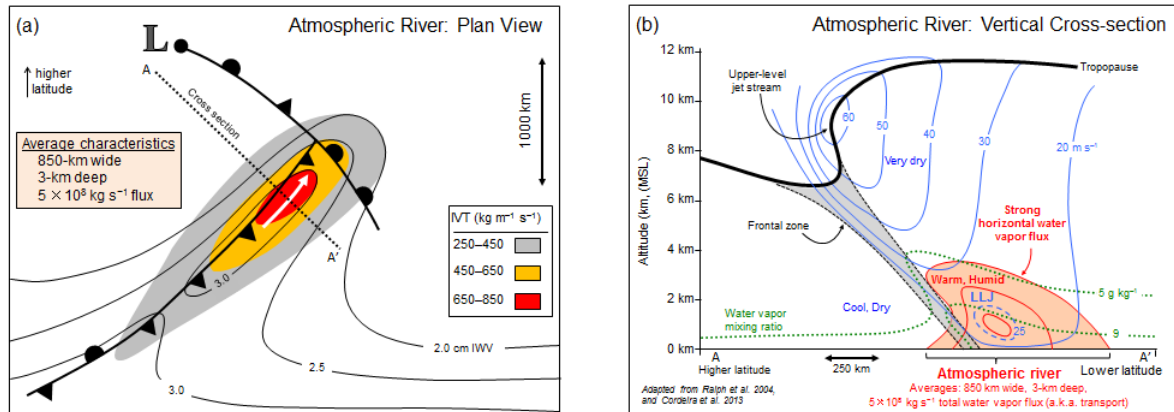 (a)
Atmospheric River: Plan View
L
A
higher
latitude
Cross section
1000 km
Average characteristics
850-km wide
3-km deep
5 × 10⁸ kg s⁻¹ flux
A'
IVT (kg m⁻¹ s⁻¹)
250–450
450–650
650–850
3.0
2.0 cm IWV
2.5
3.0
(b)
Atmospheric River: Vertical Cross-section
12 km
10 km
8 km
6 km
4 km
2 km
0 km
Altitude (km, (MSL)
Tropopause
Upper-level
jet stream
60
50
40
30
20 m s⁻¹
Very dry
Frontal zone
Strong
horizontal water
vapor flux
Warm, Humid
LLJ
25
5 g kg⁻¹
9
Cool, Dry
Water vapor
mixing ratio
A
Higher latitude
250 km
A'
Lower latitude
Atmospheric river
Averages: 850 km wide, 3-km deep,
5×10⁸ kg s⁻¹ total water vapor flux (a.k.a. transport)
Adapted from Ralph et al. 2004,
and Cordeira et al. 2013